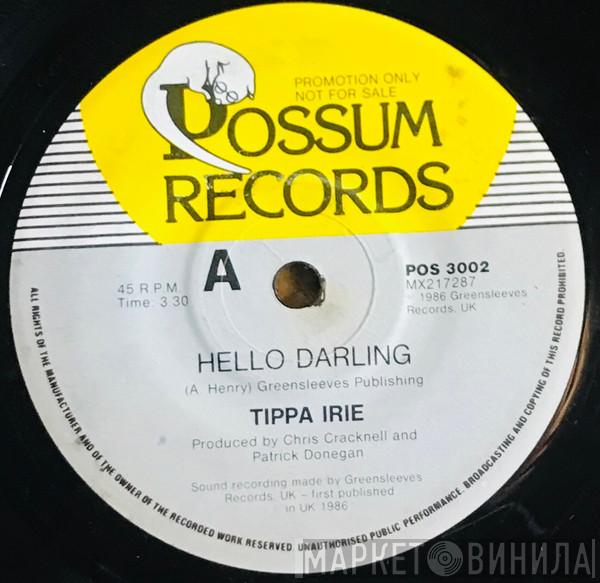 PROMOTION ONLY
NOT FOR SALE
POSSUM
RECORDS
A
45 R.P.M.
Time: 3.30
POS 3002
MX217287
1986 Greensleeves
Records, UK
HELLO DARLING
(A. Henry) Greensleeves Publishing
TIPPA IRIE
Produced by Chris Cracknell and
Patrick Donegan
Sound recording made by Greensleeves
Records, UK – first published
in UK 1986
ALL RIGHTS OF THE MANUFACTURER AND OF THE OWNER OF THE RECORDED WORK RESERVED. UNAUTHORISED PUBLIC PERFORMANCE, BROADCASTING AND COPYING OF THIS RECORD PROHIBITED.
МАРКЕТ ВИНИЛА